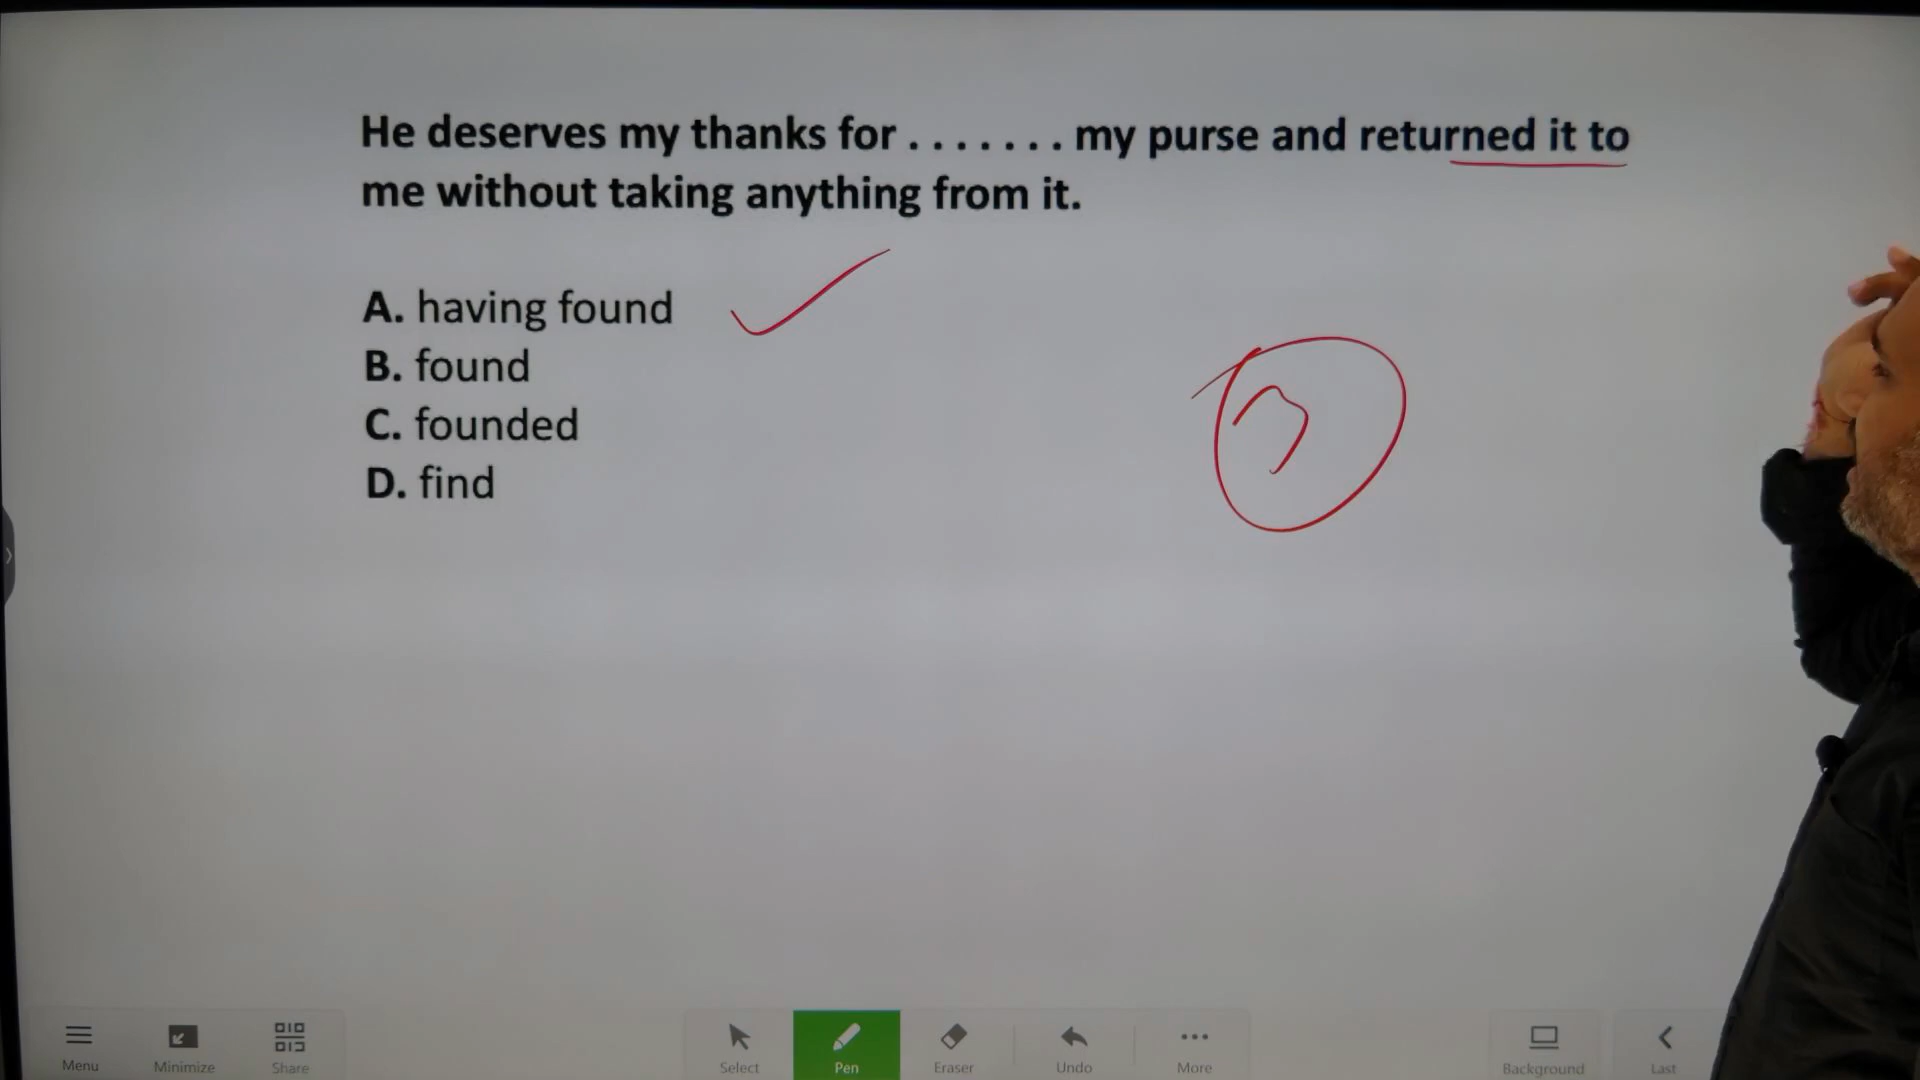 He deserves my thanks for . . . . . . . my purse and returned it to
me without taking anything from it.
A. having found
B. found
C. founded
D. find
Menu
Minimize
Share
Select
Pen
Eraser
Undo
More
Background
Last